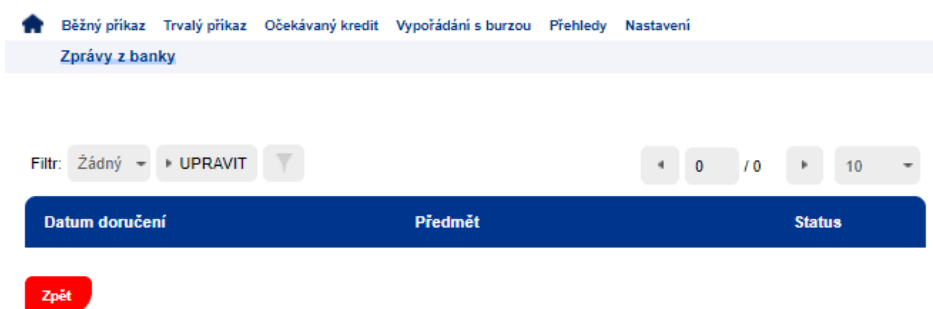 Běžný příkaz Trvalý příkaz Očekávaný kredit Vypořádání s burzou Přehledy Nastavení
Zprávy z banky
Filtr: Žádný UPRAVIT 0 / 0 10
Datum doručení Předmět Status
Zpět